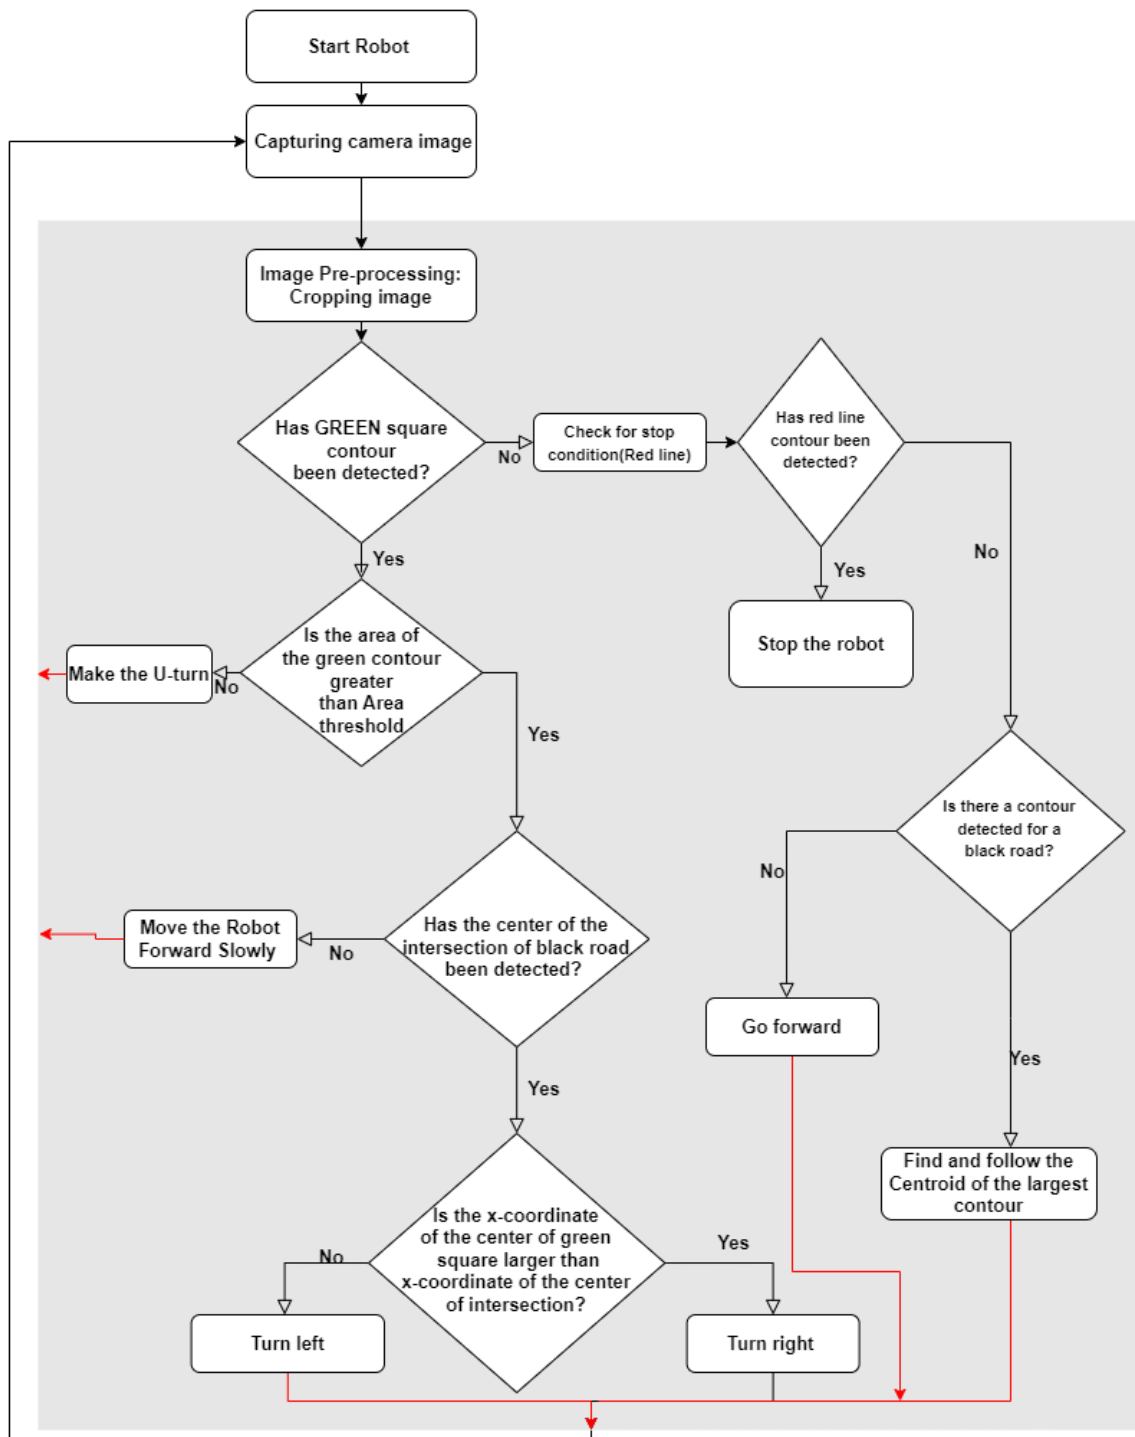 Start Robot
Capturing camera image
Image Pre-processing:
Cropping image
Has GREEN square
contour
been detected?
No
Check for stop
condition(Red line)
Has red line
contour been
detected?
No
Yes
Yes
Stop the robot
Is the area of
the green contour
greater
than Area
threshold
No
Make the U-turn
Yes
Is there a contour
detected for a
black road?
No
Has the center of the
intersection of black road
been detected?
No
Move the Robot
Forward Slowly
Go forward
Yes
Yes
Find and follow the
Centroid of the largest
contour
Is the x-coordinate
of the center of green
square larger than
x-coordinate of the center
of intersection?
No
Yes
Turn left
Turn right